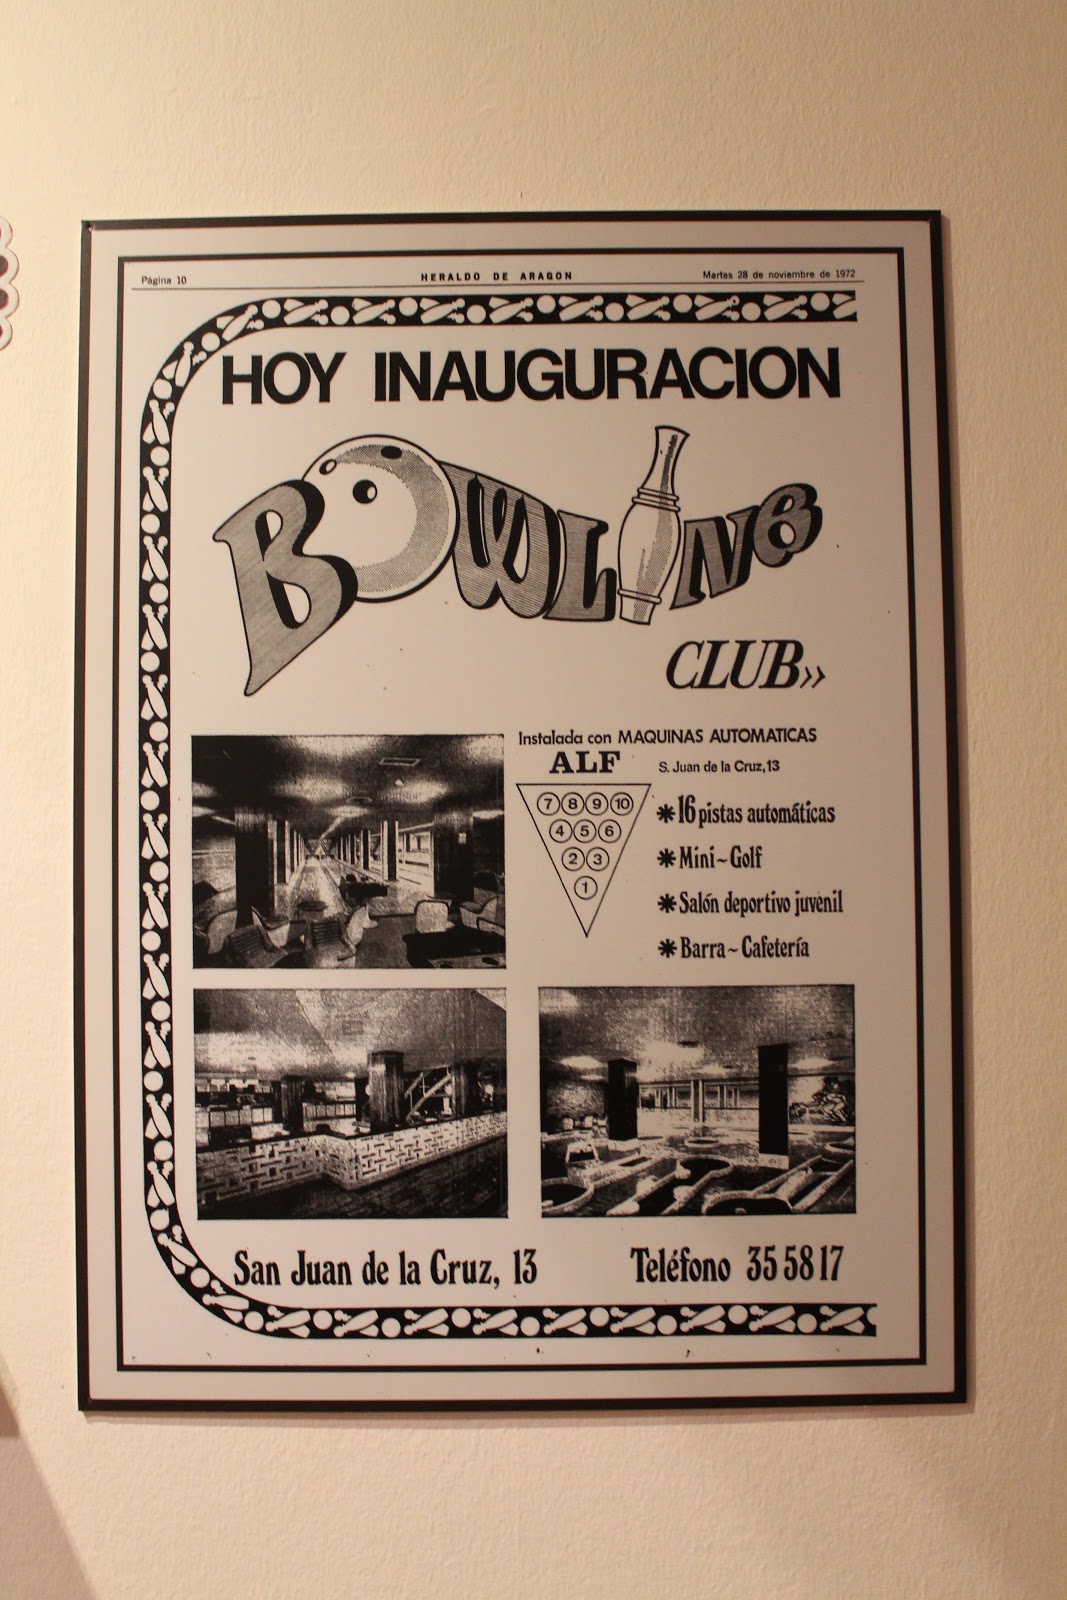 Página 10 HERALDO DE ARAGON Martes 28 de noviembre de 1972
HOY INAUGURACION
BOWLING
CLUB››
Instalada con MAQUINAS AUTOMATICAS
ALF S. Juan de la Cruz,13
7 8 9 10
4 5 6
2 3
1
✱16 pistas automáticas
✱Mini~Golf
✱Salón deportivo juvenil
✱Barra~Cafetería
San Juan de la Cruz, 13 Teléfono 35 58 17